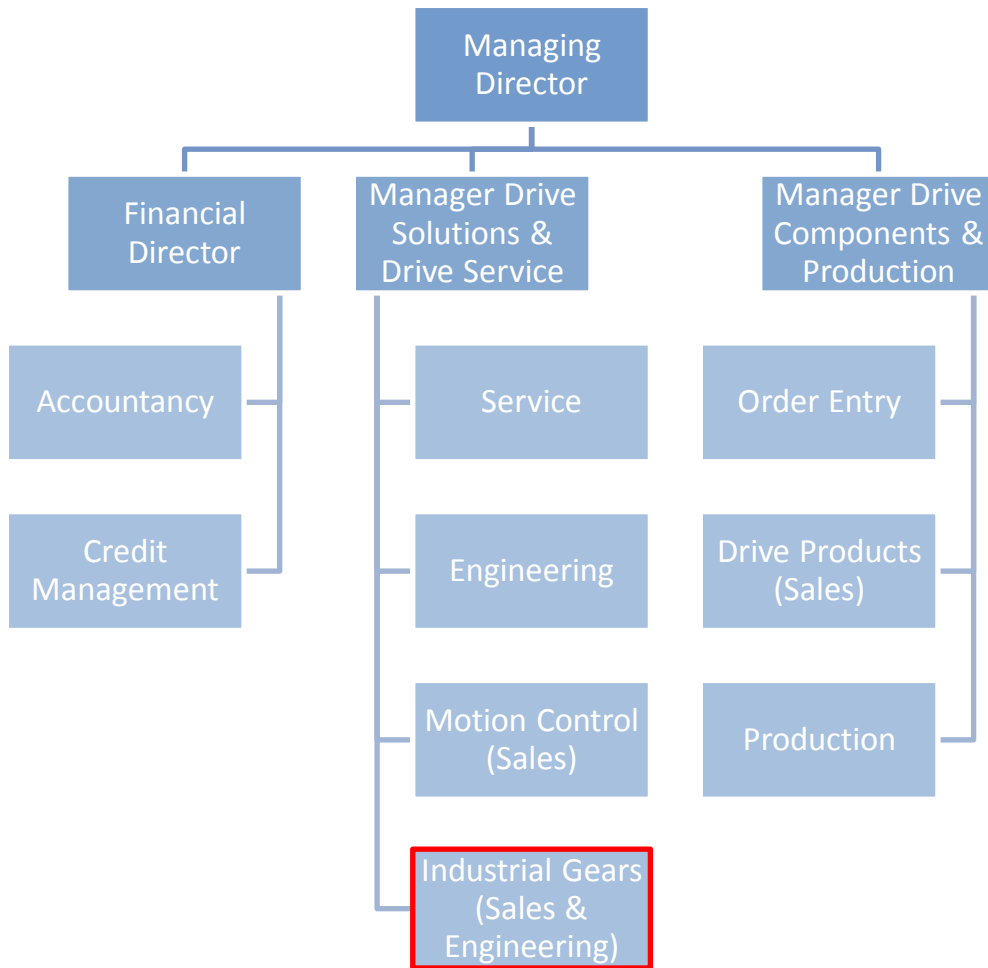 Managing
Director
Financial
Director
Manager Drive
Solutions &
Drive Service
Manager Drive
Components &
Production
Accountancy
Service
Order Entry
Credit
Management
Engineering
Drive Products
(Sales)
Motion Control
(Sales)
Production
Industrial Gears
(Sales &
Engineering)